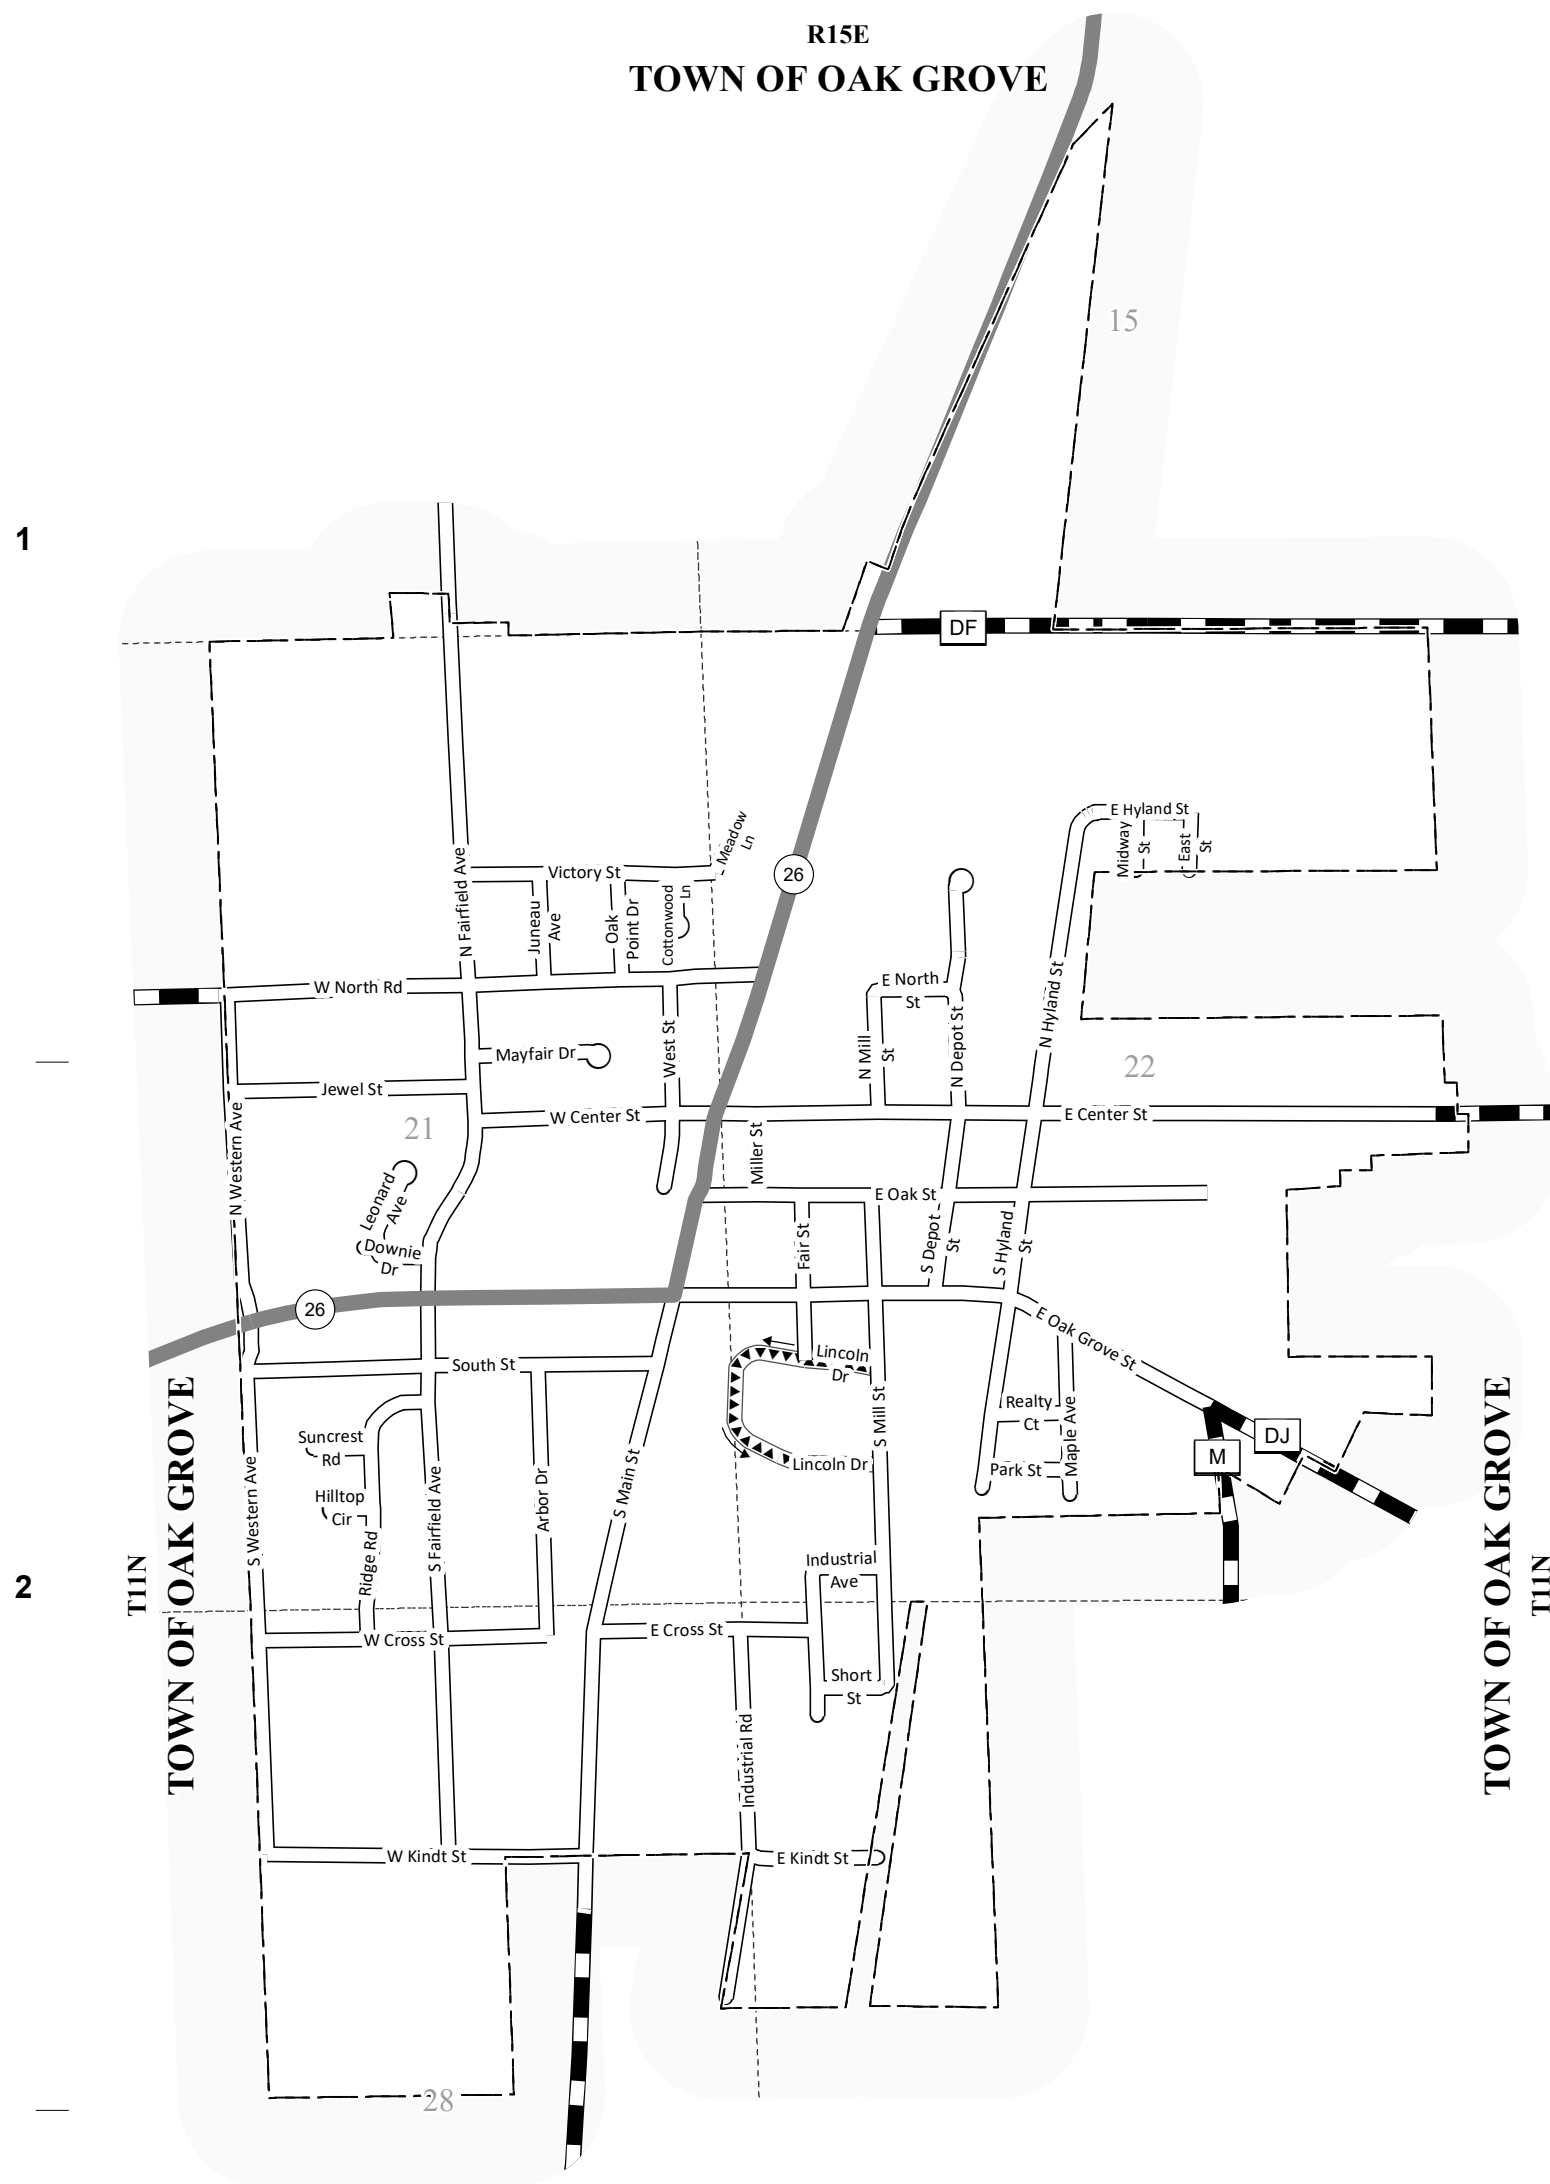 R15E
TOWN OF OAK GROVE
15
1
DF
E Hyland St
Midway
St
East
St
Meadow
Ln
Victory St
26
N Fairfield Ave
Juneau
Ave
Oak
Point Dr
Cottonwood
Ln
W North Rd
E North
St
N Hyland St
N Depot St
N Mill
St
West St
Mayfair Dr
22
Jewel St
W Center St
E Center St
21
N Western Ave
Miller St
Leonard
Ave
E Oak St
Downie
Dr
Fair St
S Depot
St
S Hyland
St
26
E Oak Grove St
South St
Lincoln
Dr
Realty
Ct
Maple Ave
S Mill St
DJ
M
Suncrest
Rd
Lincoln Dr
Park St
Hilltop
Cir
S Western Ave
Ridge Rd
S Fairfield Ave
Arbor Dr
S Main St
TOWN OF OAK GROVE
T11N
2
Industrial
Ave
TOWN OF OAK GROVE
T11N
W Cross St
E Cross St
Short
St
Industrial Rd
W Kindt St
E Kindt St
28